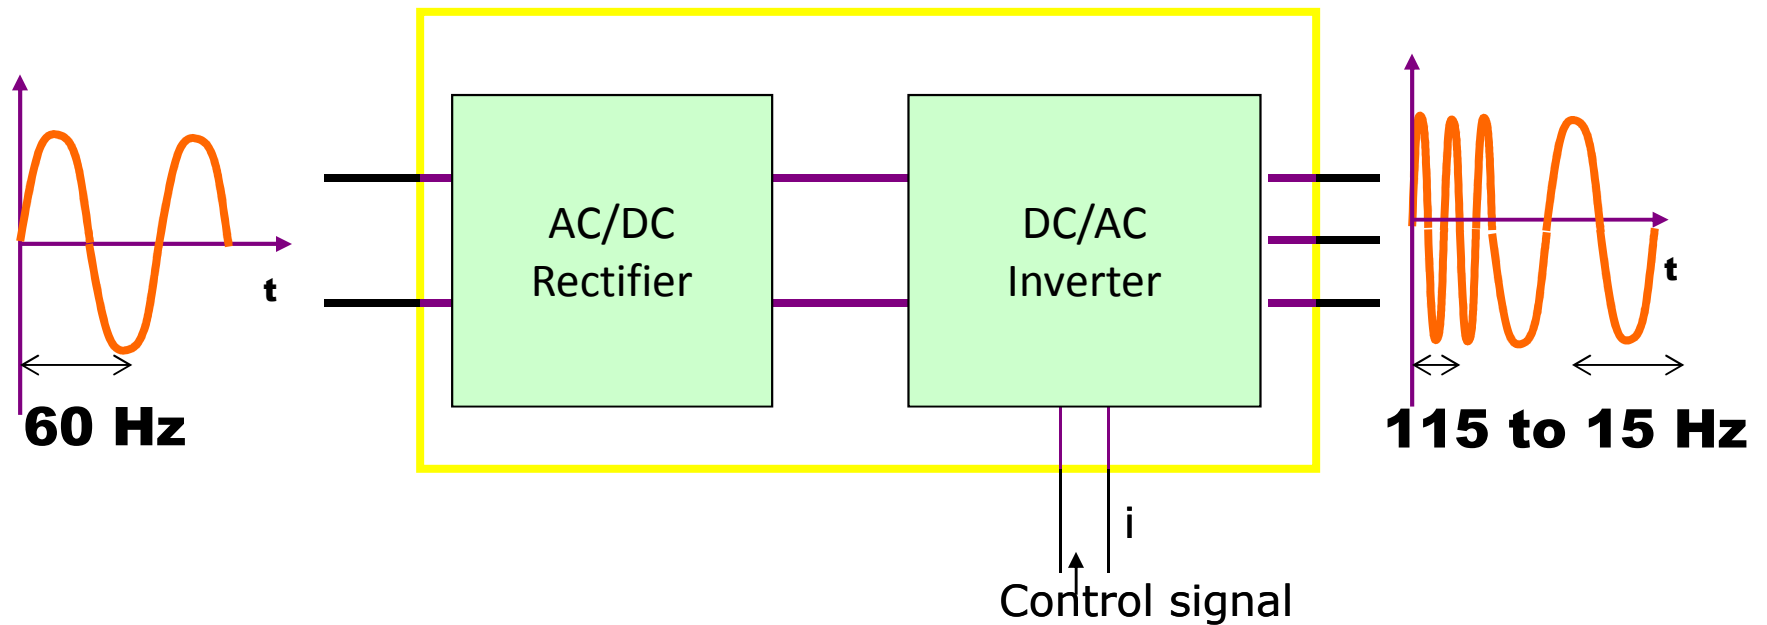 AC/DC
Rectifier
DC/AC
Inverter
t
60 Hz
t
115 to 15 Hz
i
Control signal